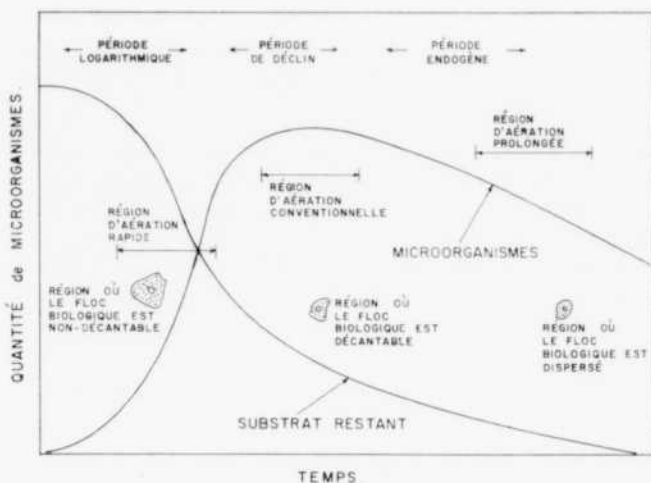 PÉRIODE
LOGARITHMIQUE
PÉRIODE
DE DÉCLIN
PÉRIODE
ENDOGÈNE
RÉGION
D'AÉRATION
PROLONGÉE
RÉGION
D'AÉRATION
CONVENTIONNELLE
RÉGION
D'AÉRATION
RAPIDE
MICROORGANISMES
RÉGION OÙ
LE FLOC
BIOLOGIQUE EST
NON-DÉCANTABLE
RÉGION OÙ
LE FLOC
BIOLOGIQUE EST
DÉCANTABLE
RÉGION OÙ
LE FLOC
BIOLOGIQUE EST
DISPERSÉ
SUBSTRAT RESTANT
QUANTITÉ de MICROORGANISMES.
TEMPS